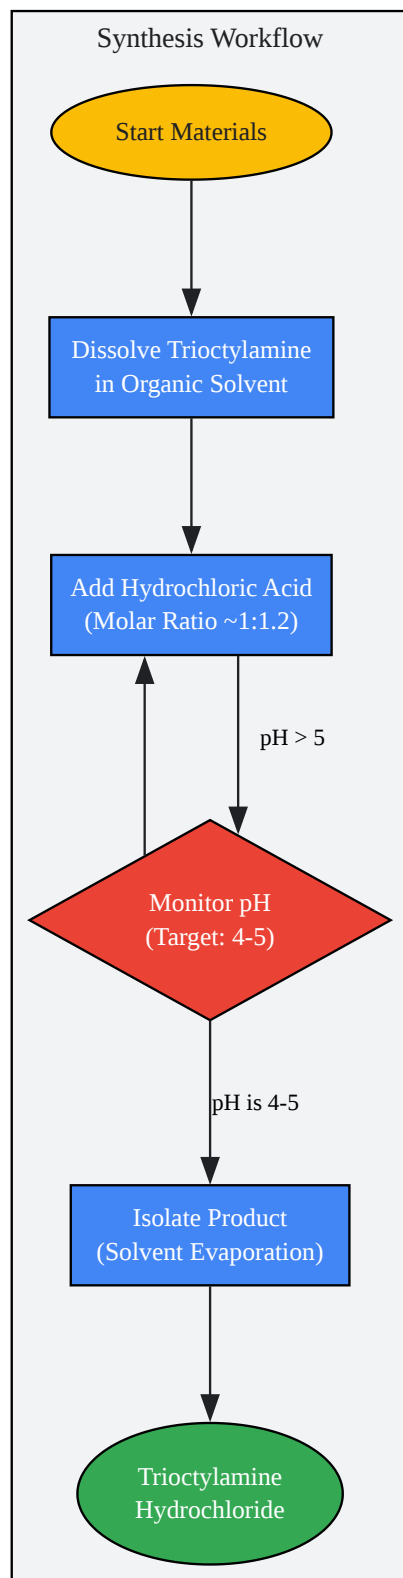 Synthesis Workflow
Start Materials
Dissolve Trioctylamine
in Organic Solvent
Add Hydrochloric Acid
(Molar Ratio ~1:1.2)
pH > 5
Monitor pH
(Target: 4-5)
pH is 4-5
Isolate Product
(Solvent Evaporation)
Trioctylamine
Hydrochloride